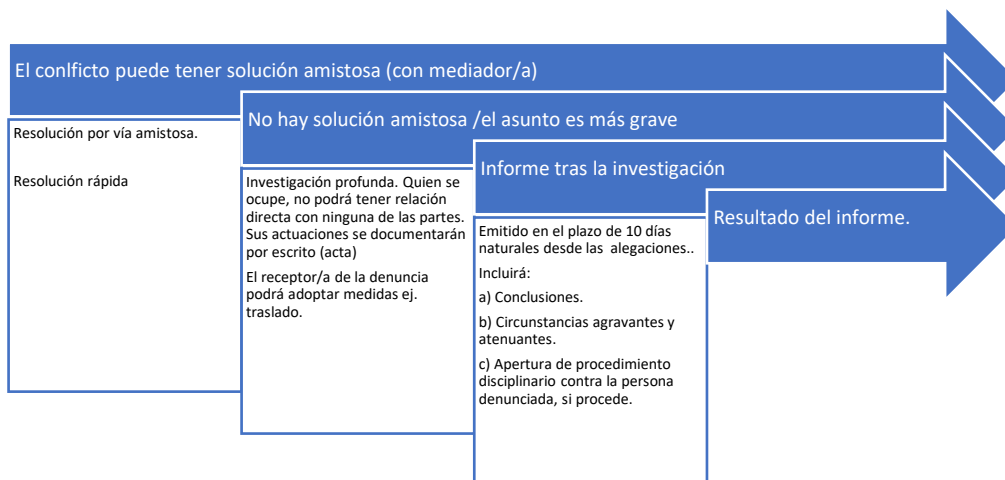 El conlficto puede tener solución amistosa (con mediador/a)
Resolución por vía amistosa.
Resolución rápida
No hay solución amistosa /el asunto es más grave
Investigación profunda. Quien se
ocupe, no podrá tener relación
directa con ninguna de las partes.
Sus actuaciones se documentarán
por escrito (acta)
El receptor/a de la denuncia
podrá adoptar medidas ej.
traslado.
Informe tras la investigación
Emitido en el plazo de 10 días
naturales desde las alegaciones..
Incluirá:
a) Conclusiones.
b) Circunstancias agravantes y
atenuantes.
c) Apertura de procedimiento
disciplinario contra la persona
denunciada, si procede.
Resultado del informe.